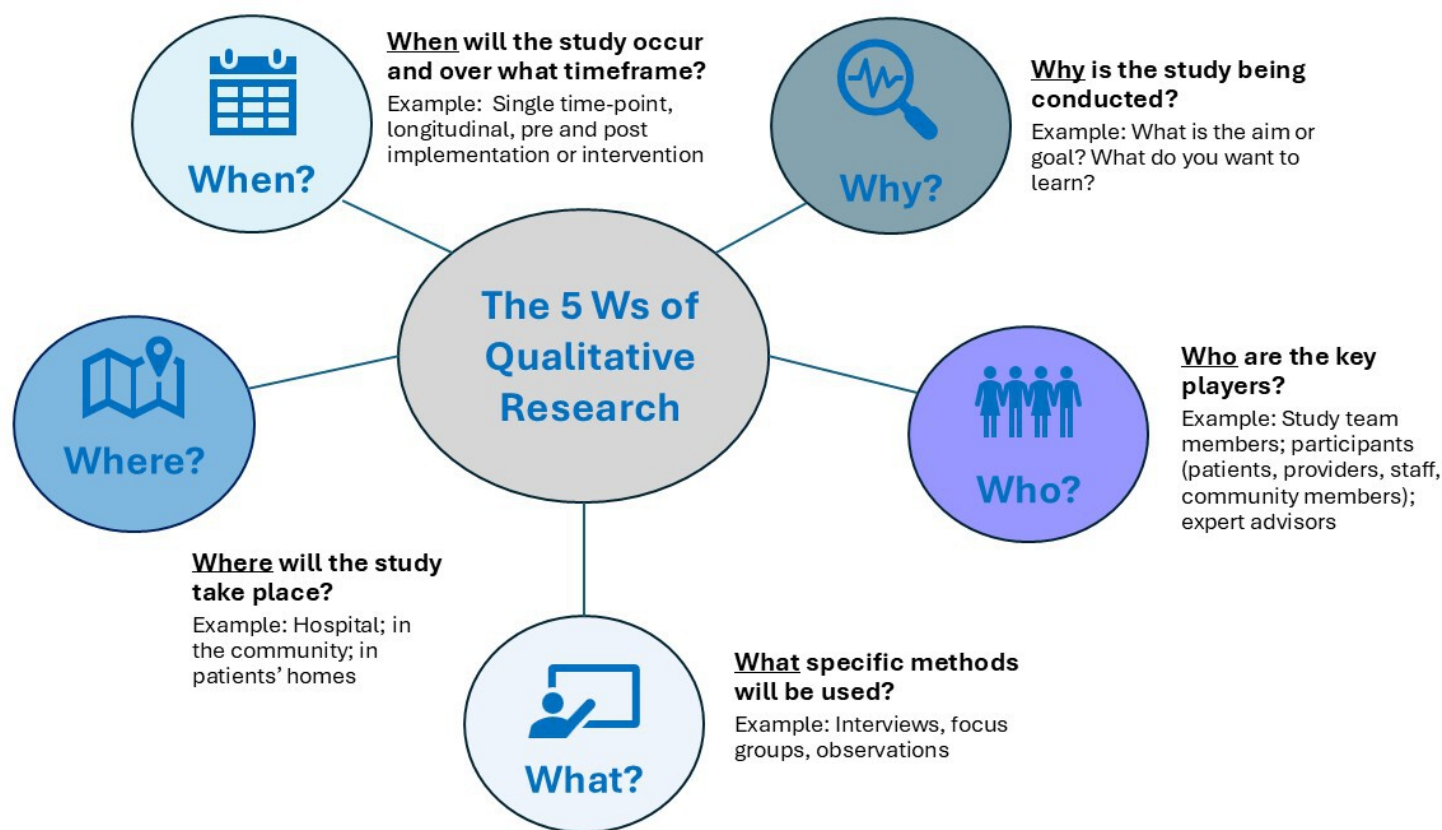 When will the study occur
and over what timeframe?
Example: Single time-point,
longitudinal, pre and post
implementation or intervention
When?
Why is the study being
conducted?
Example: What is the aim or
goal? What do you want to
learn?
Why?
The 5 Ws of
Qualitative
Research
Where?
Where will the study
take place?
Example: Hospital; in
the community; in
patients’ homes
Who are the key
players?
Example: Study team
members; participants
(patients, providers, staff,
community members);
expert advisors
Who?
What specific methods
will be used?
Example: Interviews, focus
groups, observations
What?